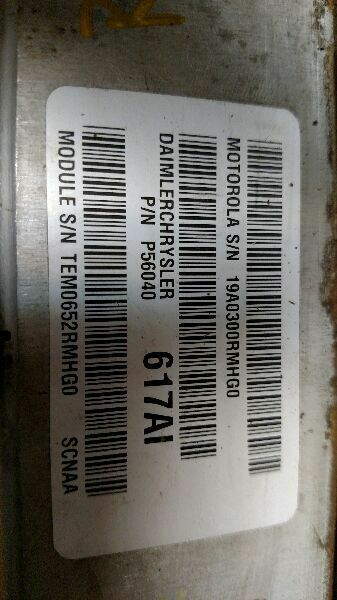 MOTOROLA S/N 19A0300RMHG0
DAIMLERCHRYSLER
P/N P56040 617AI
MODULE S/N TEM0652RMHG0 SCNAA